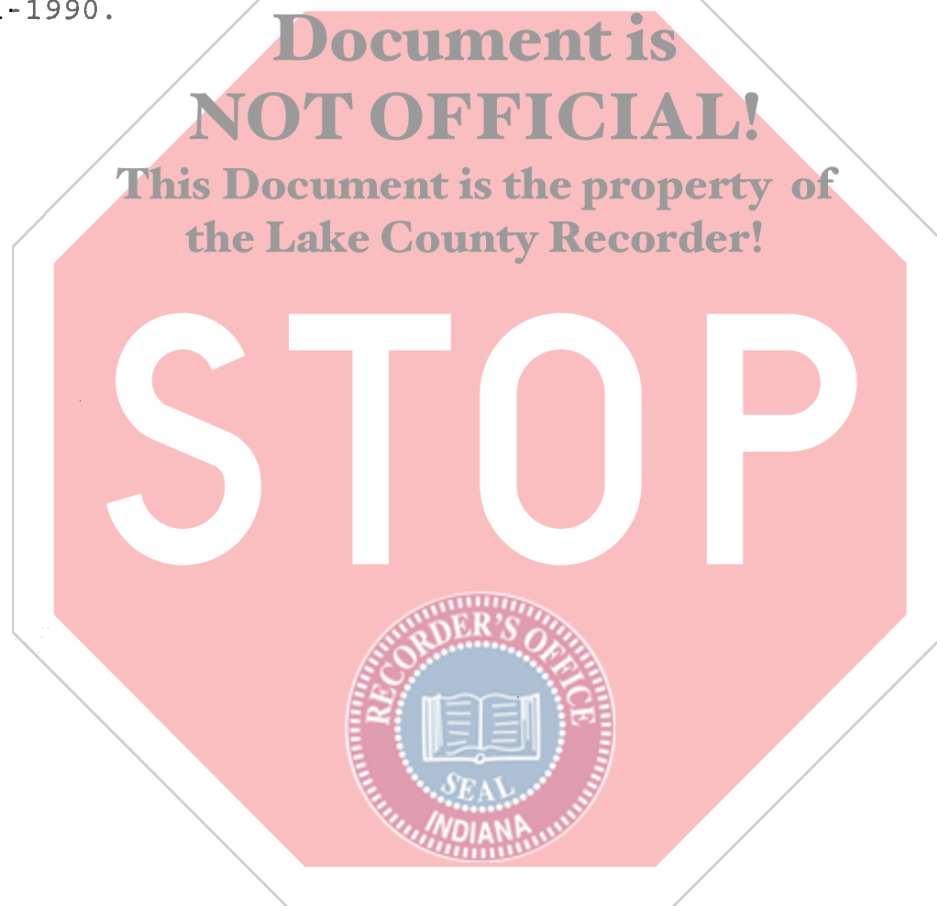 -1990.
Document is
NOT OFFICIAL!
This Document is the property of
the Lake County Recorder!
STOP
RECORDER'S OFFICE
SEAL
INDIANA